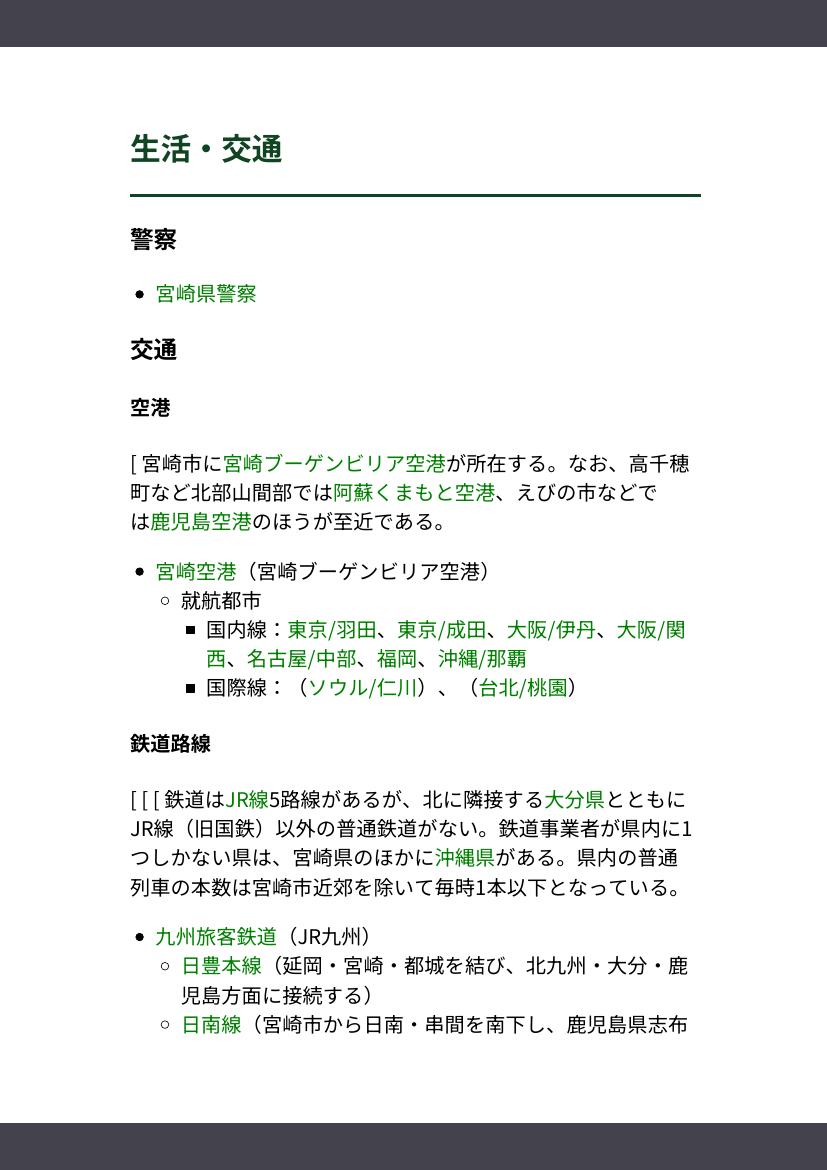 生活・交通
警察
• 宮崎県警察
交通
空港
[ 宮崎市に宮崎ブーゲンビリア空港が所在する。なお、高千穂
町など北部山間部では阿蘇くまもと空港、えびの市などで
は鹿児島空港のほうが至近である。
• 宮崎空港（宮崎ブーゲンビリア空港）
◦ 就航都市
▪ 国内線：東京/羽田、東京/成田、大阪/伊丹、大阪/関
西、名古屋/中部、福岡、沖縄/那覇
▪ 国際線：（ソウル/仁川）、（台北/桃園）
鉄道路線
[ [ [ 鉄道はJR線5路線があるが、北に隣接する大分県とともに
JR線（旧国鉄）以外の普通鉄道がない。鉄道事業者が県内に1
つしかない県は、宮崎県のほかに沖縄県がある。県内の普通
列車の本数は宮崎市近郊を除いて毎時1本以下となっている。
• 九州旅客鉄道（JR九州）
◦ 日豊本線（延岡・宮崎・都城を結び、北九州・大分・鹿
児島方面に接続する）
◦ 日南線（宮崎市から日南・串間を南下し、鹿児島県志布